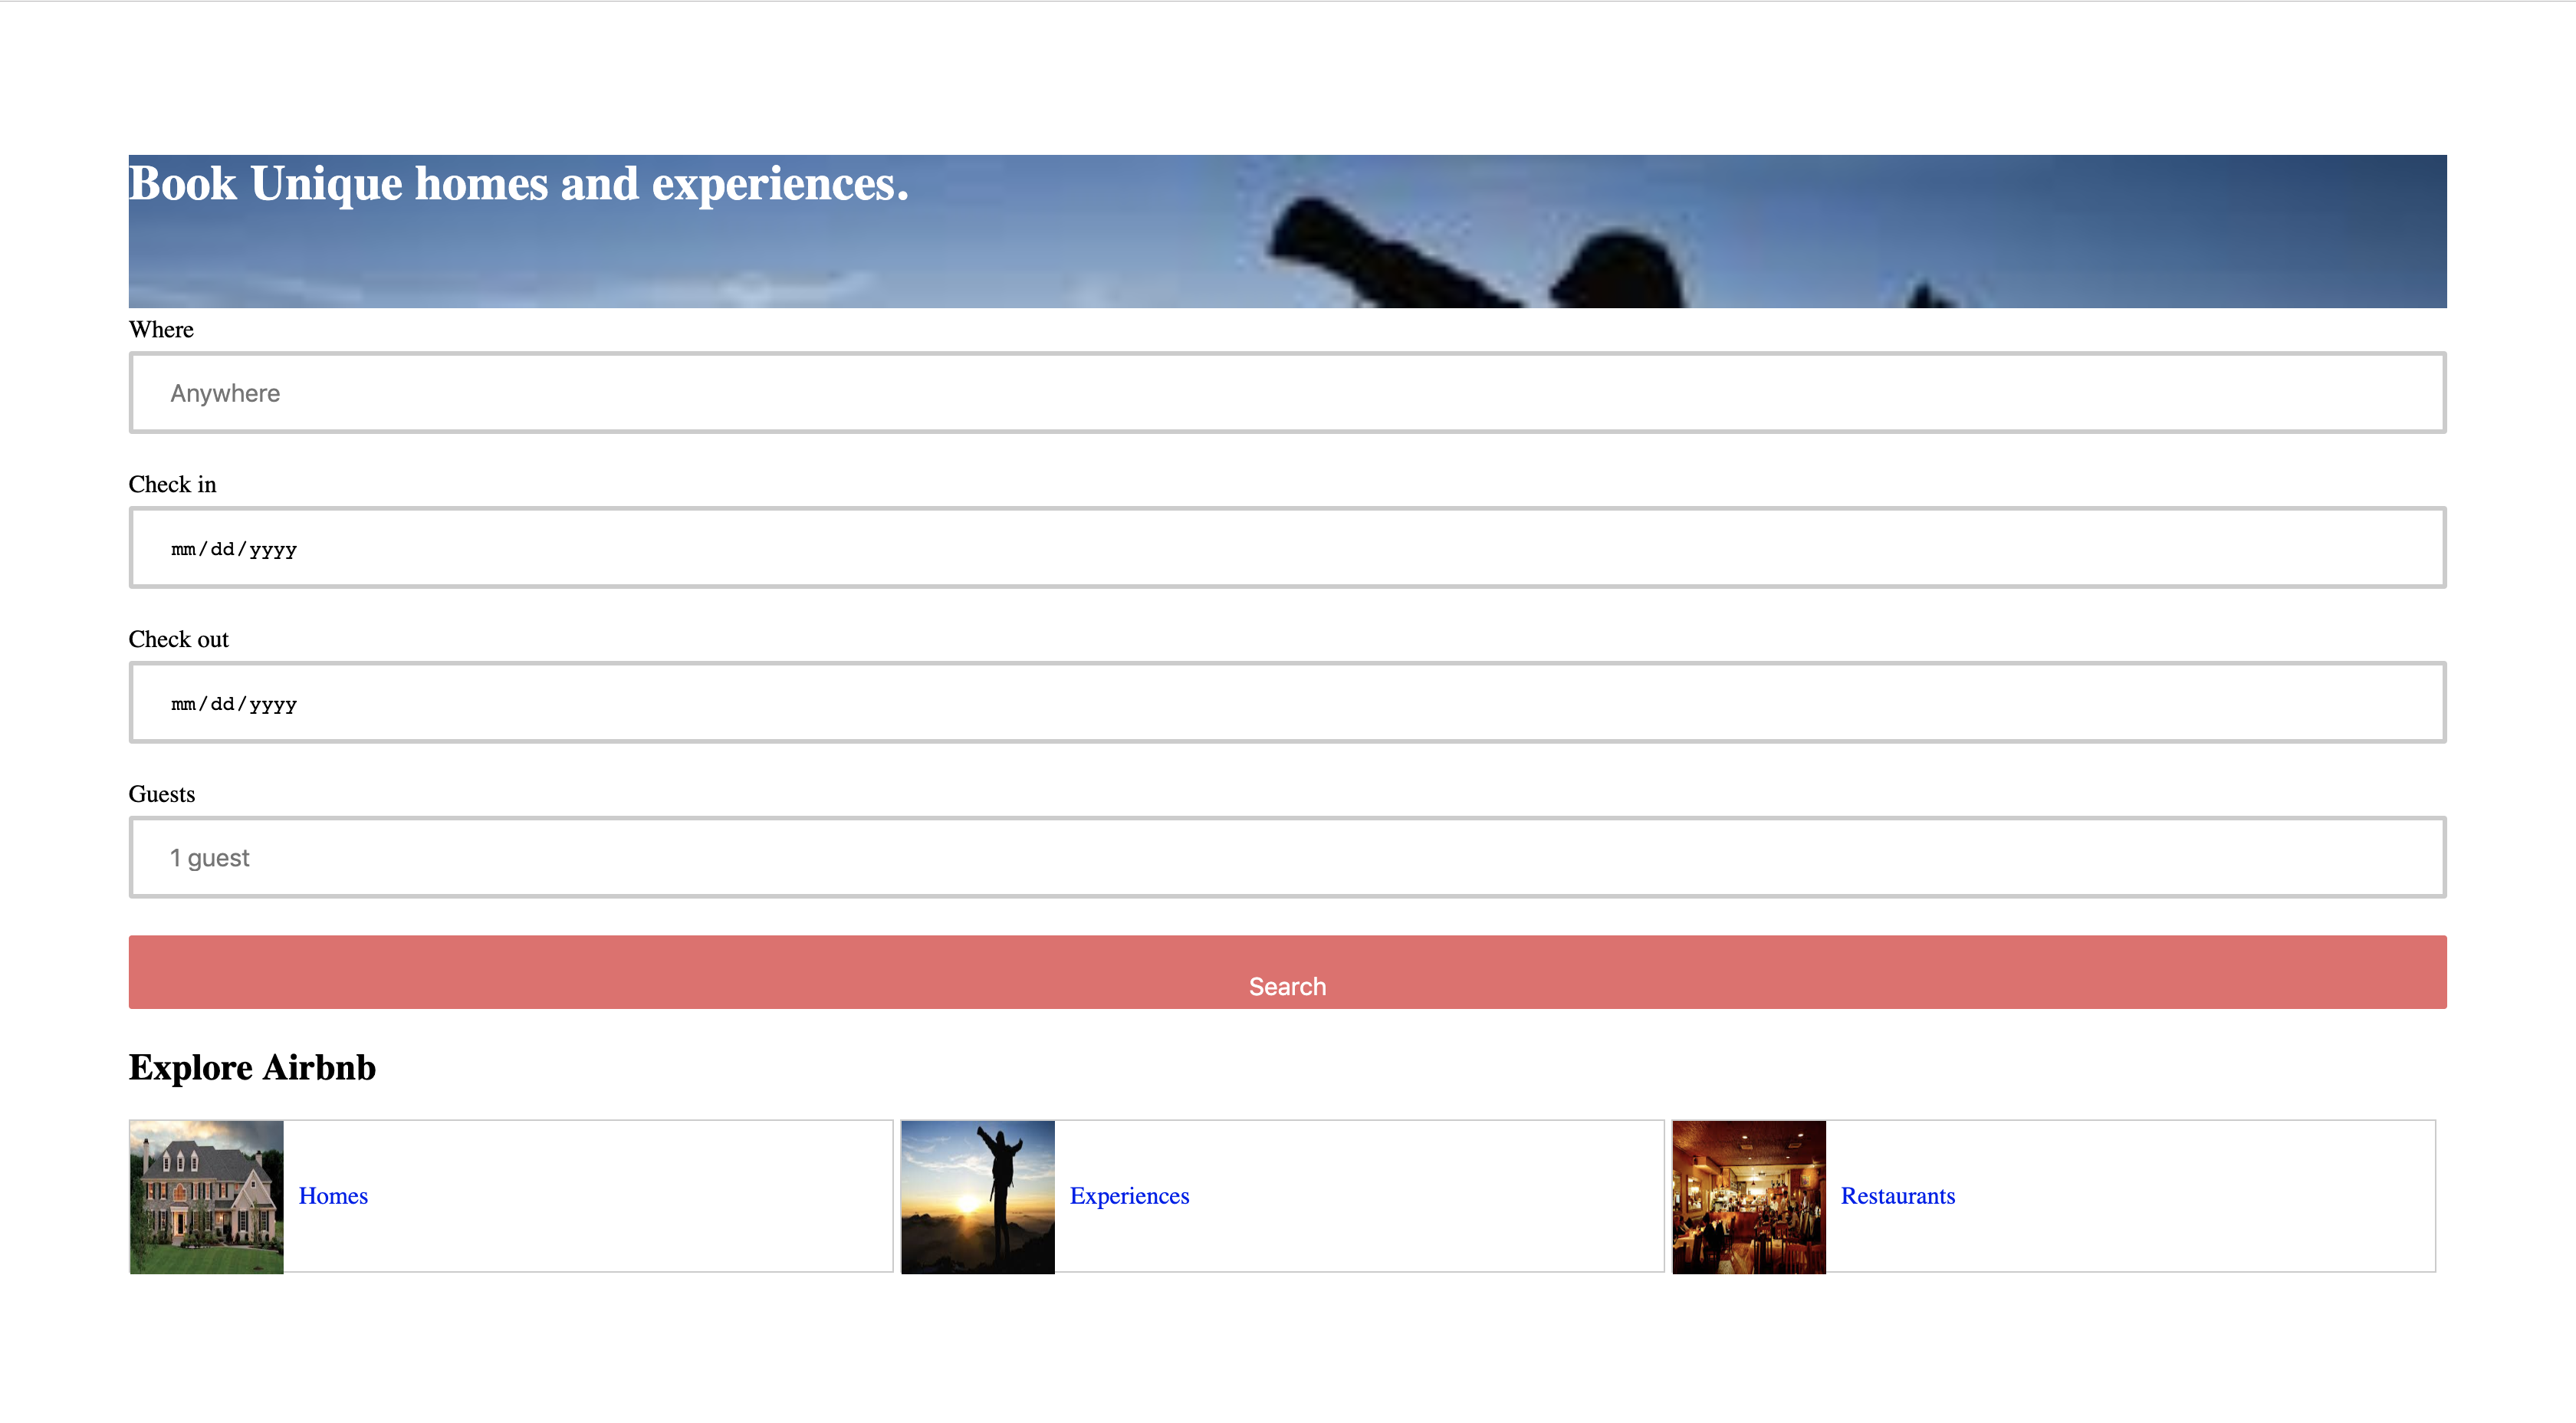 Book Unique homes and experiences.
Where
Anywhere
Check in
mm/dd/yyyy
Check out
mm/dd/yyyy
Guests
1 guest
Search
Explore Airbnb
Homes
Experiences
Restaurants